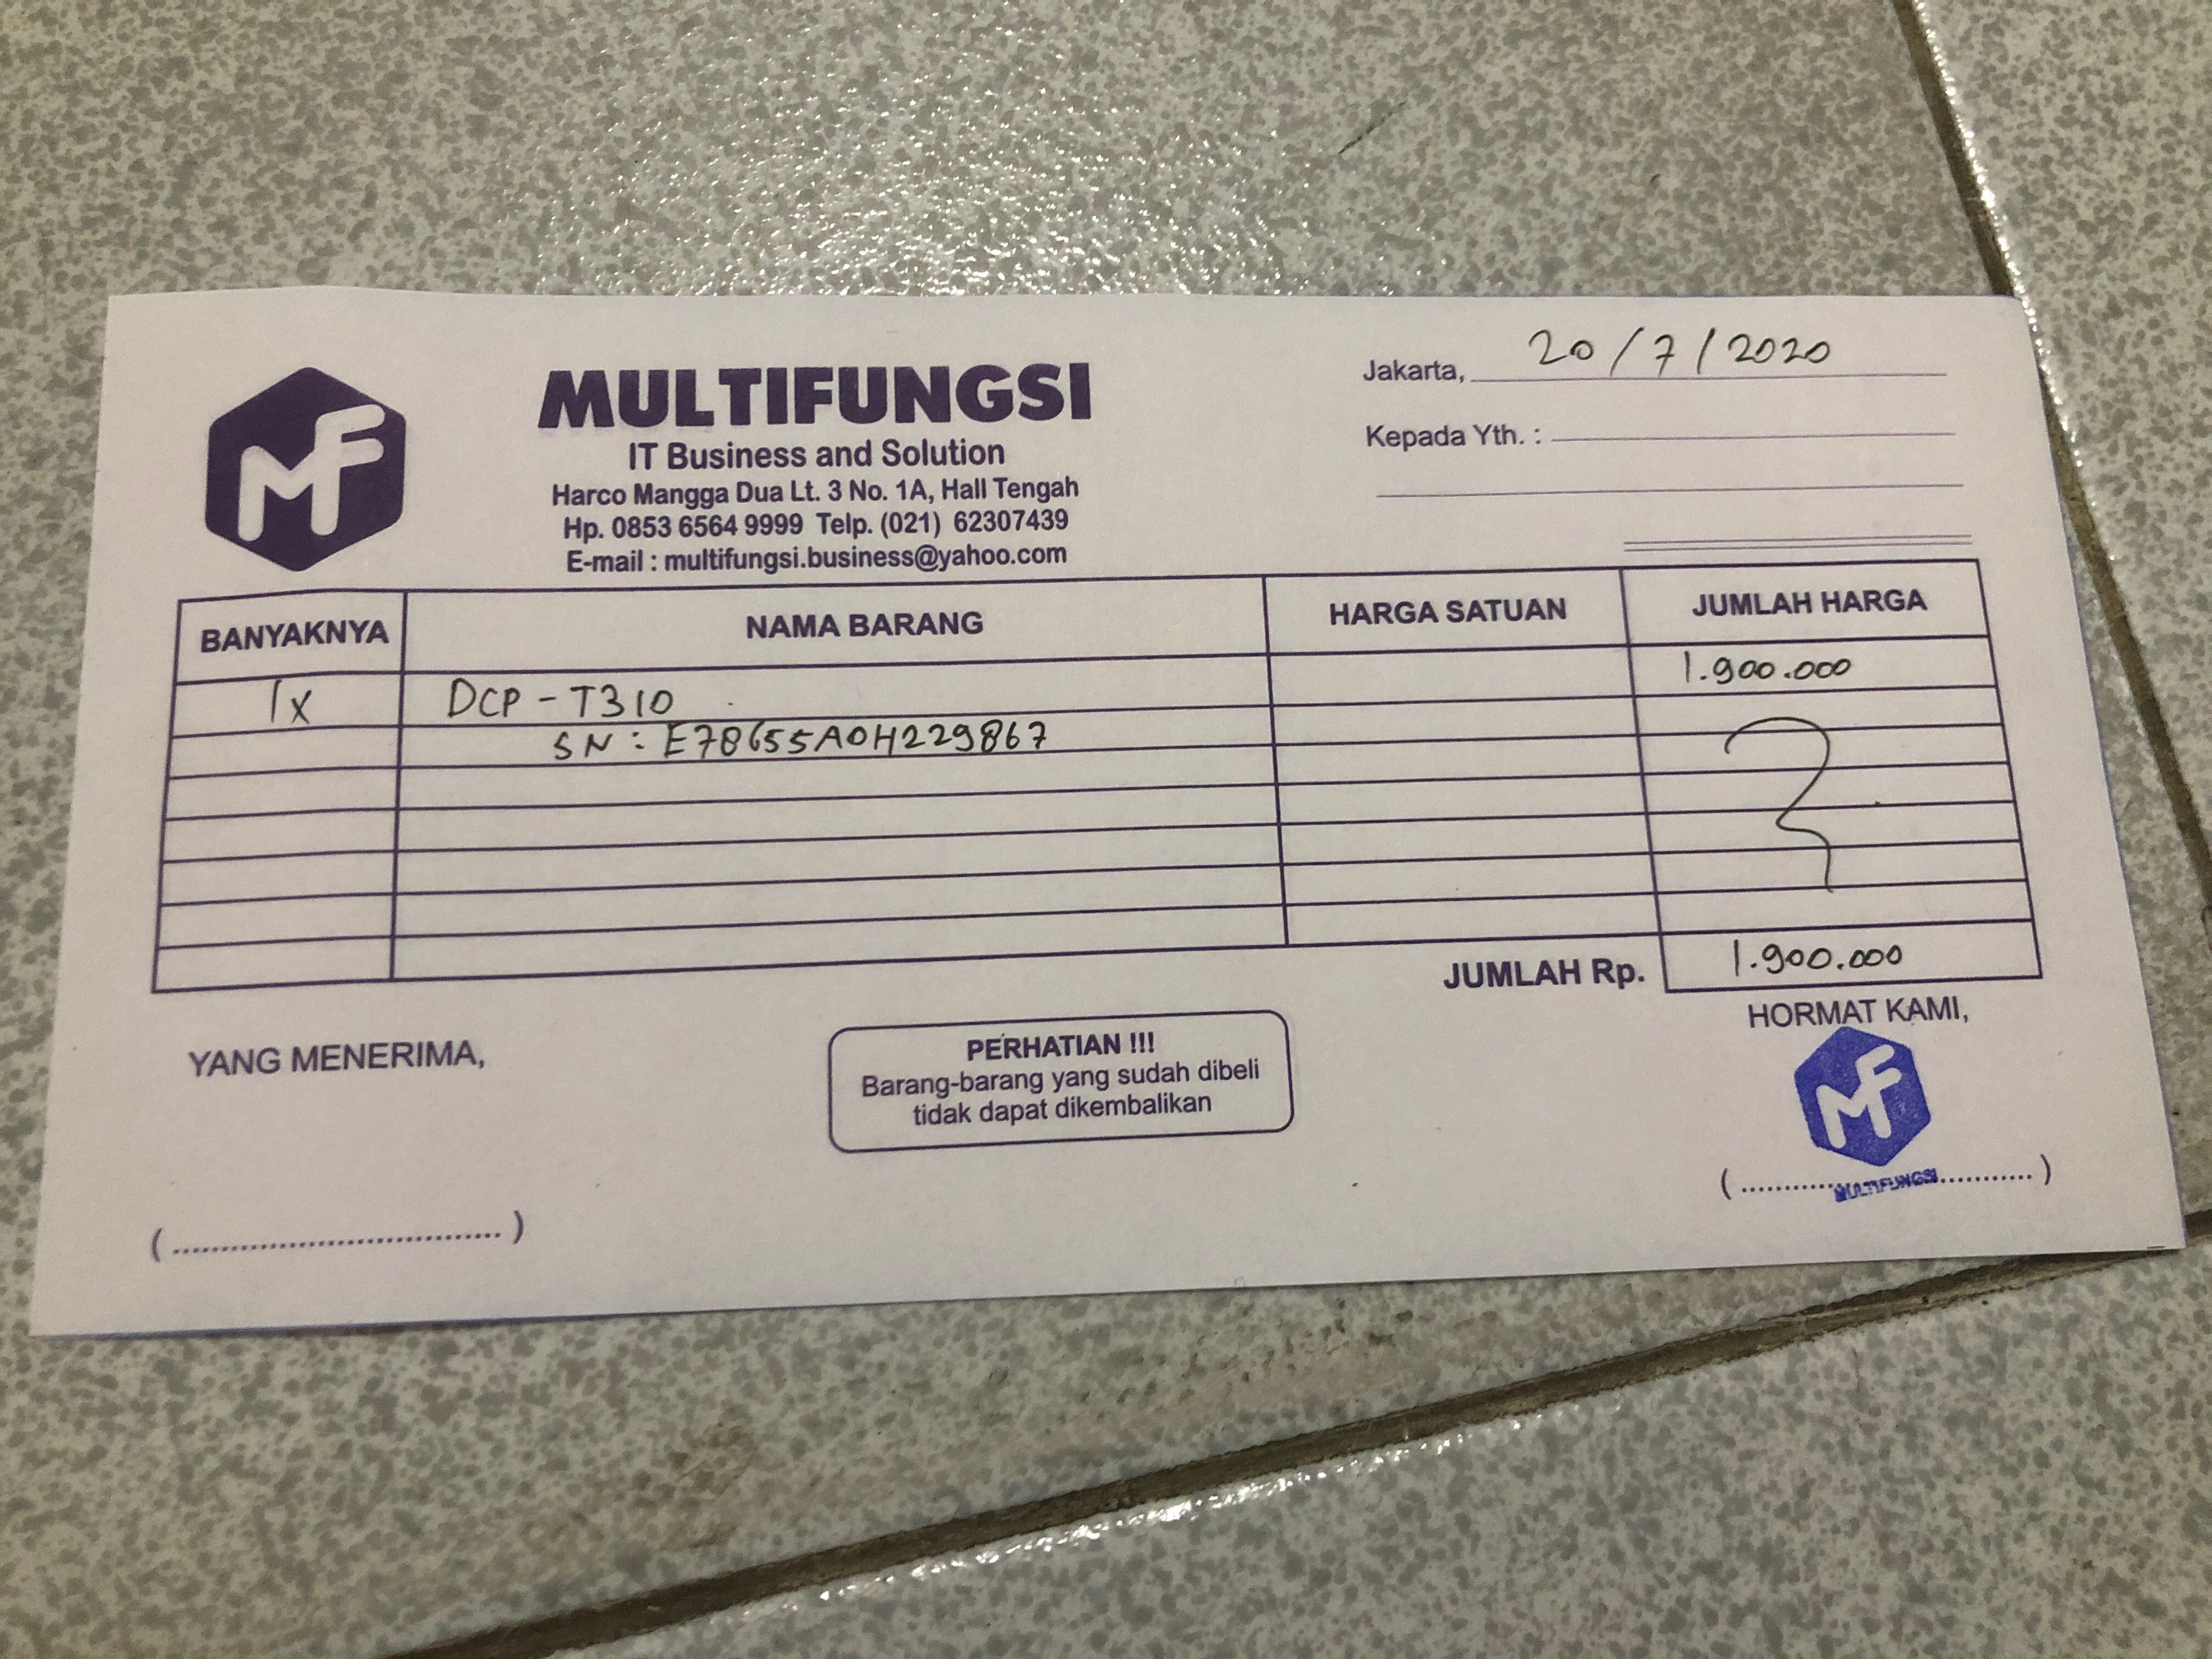 MF
MULTIFUNGSI
IT Business and Solution
Harco Mangga Dua Lt. 3 No. 1A, Hall Tengah
Hp. 0853 6564 9999 Telp. (021) 62307439
E-mail : multifungsi.business@yahoo.com
Jakarta, 20/7/2020
Kepada Yth. :
BANYAKNYA NAMA BARANG HARGA SATUAN JUMLAH HARGA
1x DCP - T310 1.900.000
SN : E78655A0H229867
JUMLAH Rp. 1.900.000
YANG MENERIMA,
PERHATIAN !!!
Barang-barang yang sudah dibeli
tidak dapat dikembalikan
HORMAT KAMI,
MF
MULTIFUNGSI